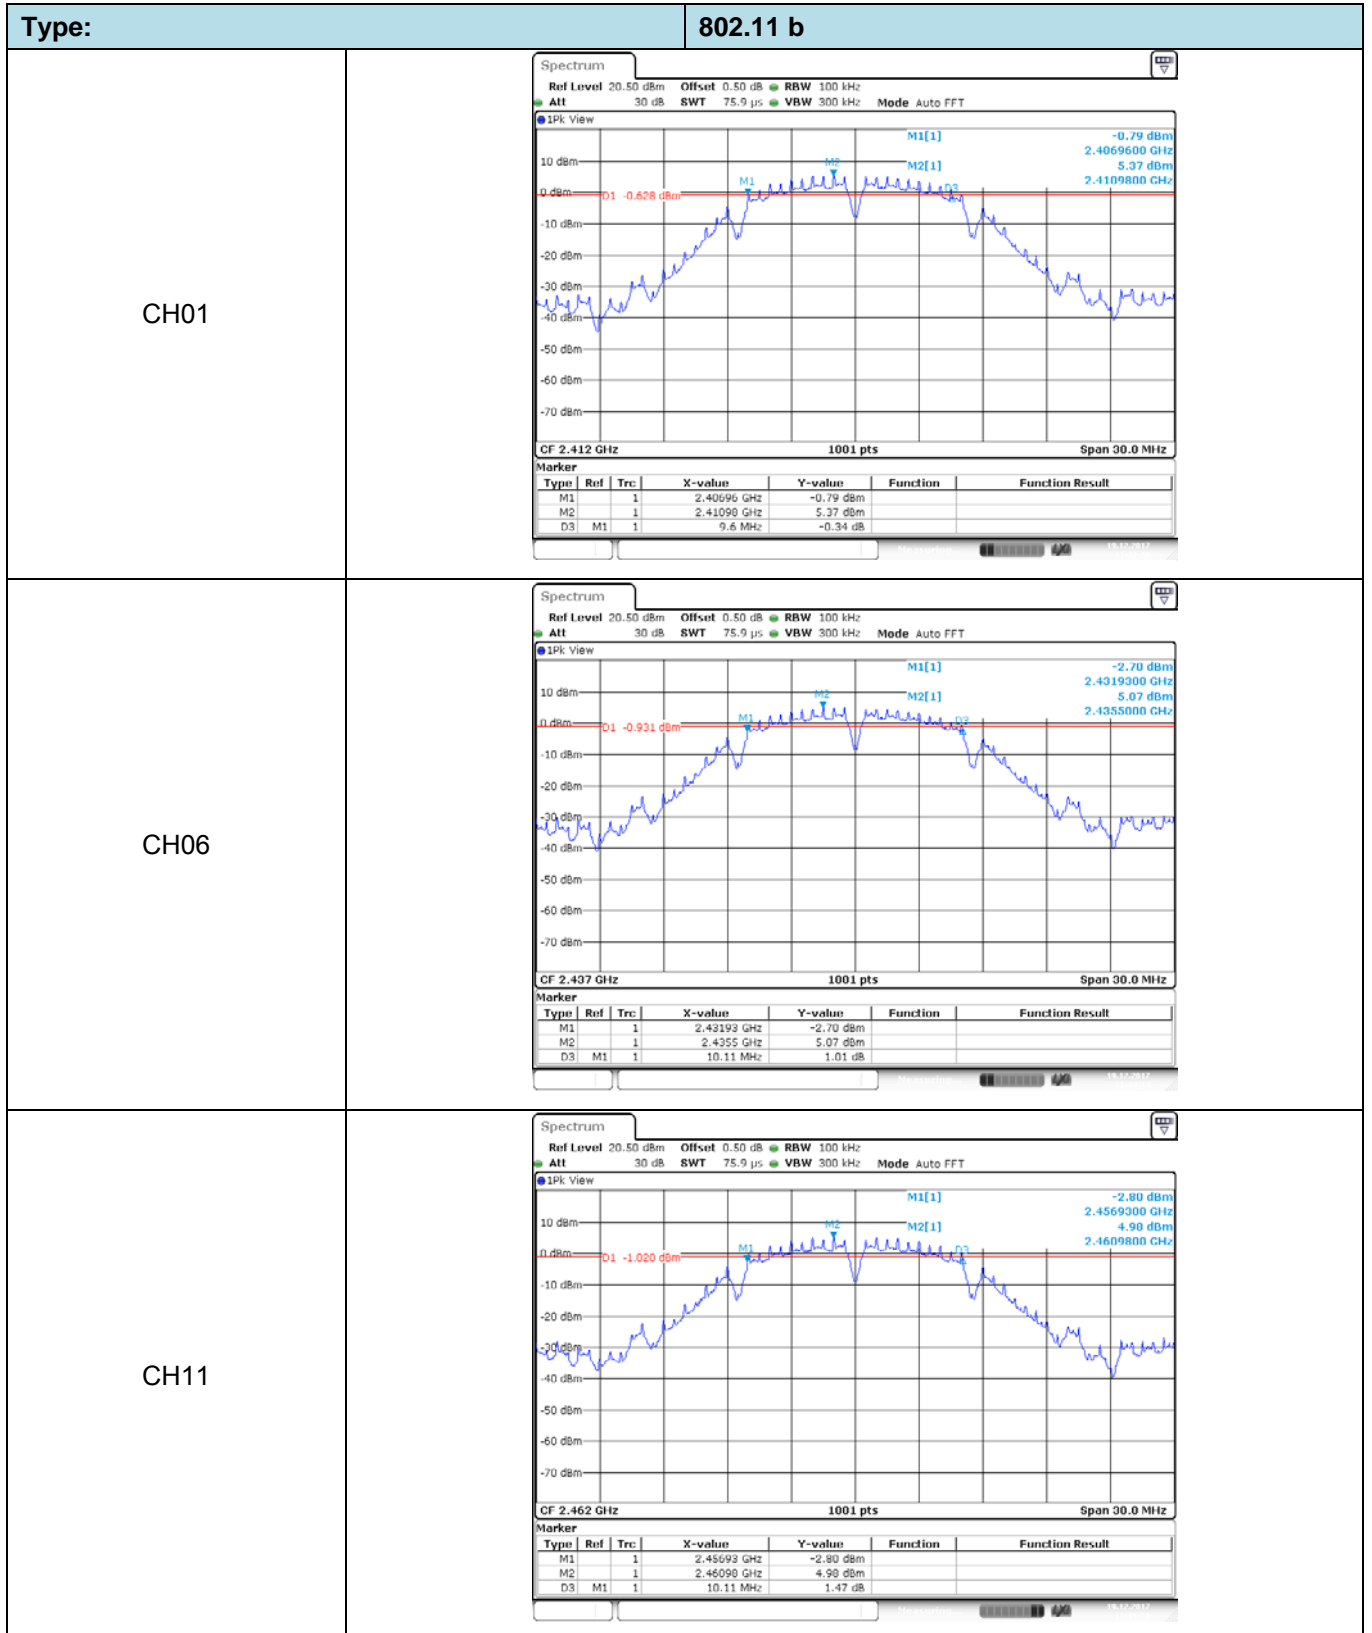 Type: 802.11 b
CH01
Spectrum
Ref Level 20.50 dBm Offset 0.50 dB RBW 100 kHz
Att 30 dB SWT 75.9 µs VBW 300 kHz Mode Auto FFT
1Pk View
M1[1] -0.79 dBm
2.4069600 GHz
M2[1] 5.37 dBm
2.4109800 GHz
10 dBm
M2
M1
D3
0 dBm
D1 -0.628 dBm
-10 dBm
-20 dBm
-30 dBm
-40 dBm
-50 dBm
-60 dBm
-70 dBm
CF 2.412 GHz 1001 pts Span 30.0 MHz
Marker
Type Ref Trc X-value Y-value Function Function Result
M1 1 2.40696 GHz -0.79 dBm
M2 1 2.41098 GHz 5.37 dBm
D3 M1 1 9.6 MHz -0.34 dB
CH06
Spectrum
Ref Level 20.50 dBm Offset 0.50 dB RBW 100 kHz
Att 30 dB SWT 75.9 µs VBW 300 kHz Mode Auto FFT
1Pk View
M1[1] -2.70 dBm
2.4319300 GHz
M2[1] 5.07 dBm
2.4355000 GHz
10 dBm
M2
M1
D3
0 dBm
D1 -0.931 dBm
-10 dBm
-20 dBm
-30 dBm
-40 dBm
-50 dBm
-60 dBm
-70 dBm
CF 2.437 GHz 1001 pts Span 30.0 MHz
Marker
Type Ref Trc X-value Y-value Function Function Result
M1 1 2.43193 GHz -2.70 dBm
M2 1 2.4355 GHz 5.07 dBm
D3 M1 1 10.11 MHz 1.01 dB
CH11
Spectrum
Ref Level 20.50 dBm Offset 0.50 dB RBW 100 kHz
Att 30 dB SWT 75.9 µs VBW 300 kHz Mode Auto FFT
1Pk View
M1[1] -2.80 dBm
2.4569300 GHz
M2[1] 4.98 dBm
2.4609800 GHz
10 dBm
M2
M1
D3
0 dBm
D1 -1.020 dBm
-10 dBm
-20 dBm
-30 dBm
-40 dBm
-50 dBm
-60 dBm
-70 dBm
CF 2.462 GHz 1001 pts Span 30.0 MHz
Marker
Type Ref Trc X-value Y-value Function Function Result
M1 1 2.45693 GHz -2.80 dBm
M2 1 2.46098 GHz 4.98 dBm
D3 M1 1 10.11 MHz 1.47 dB